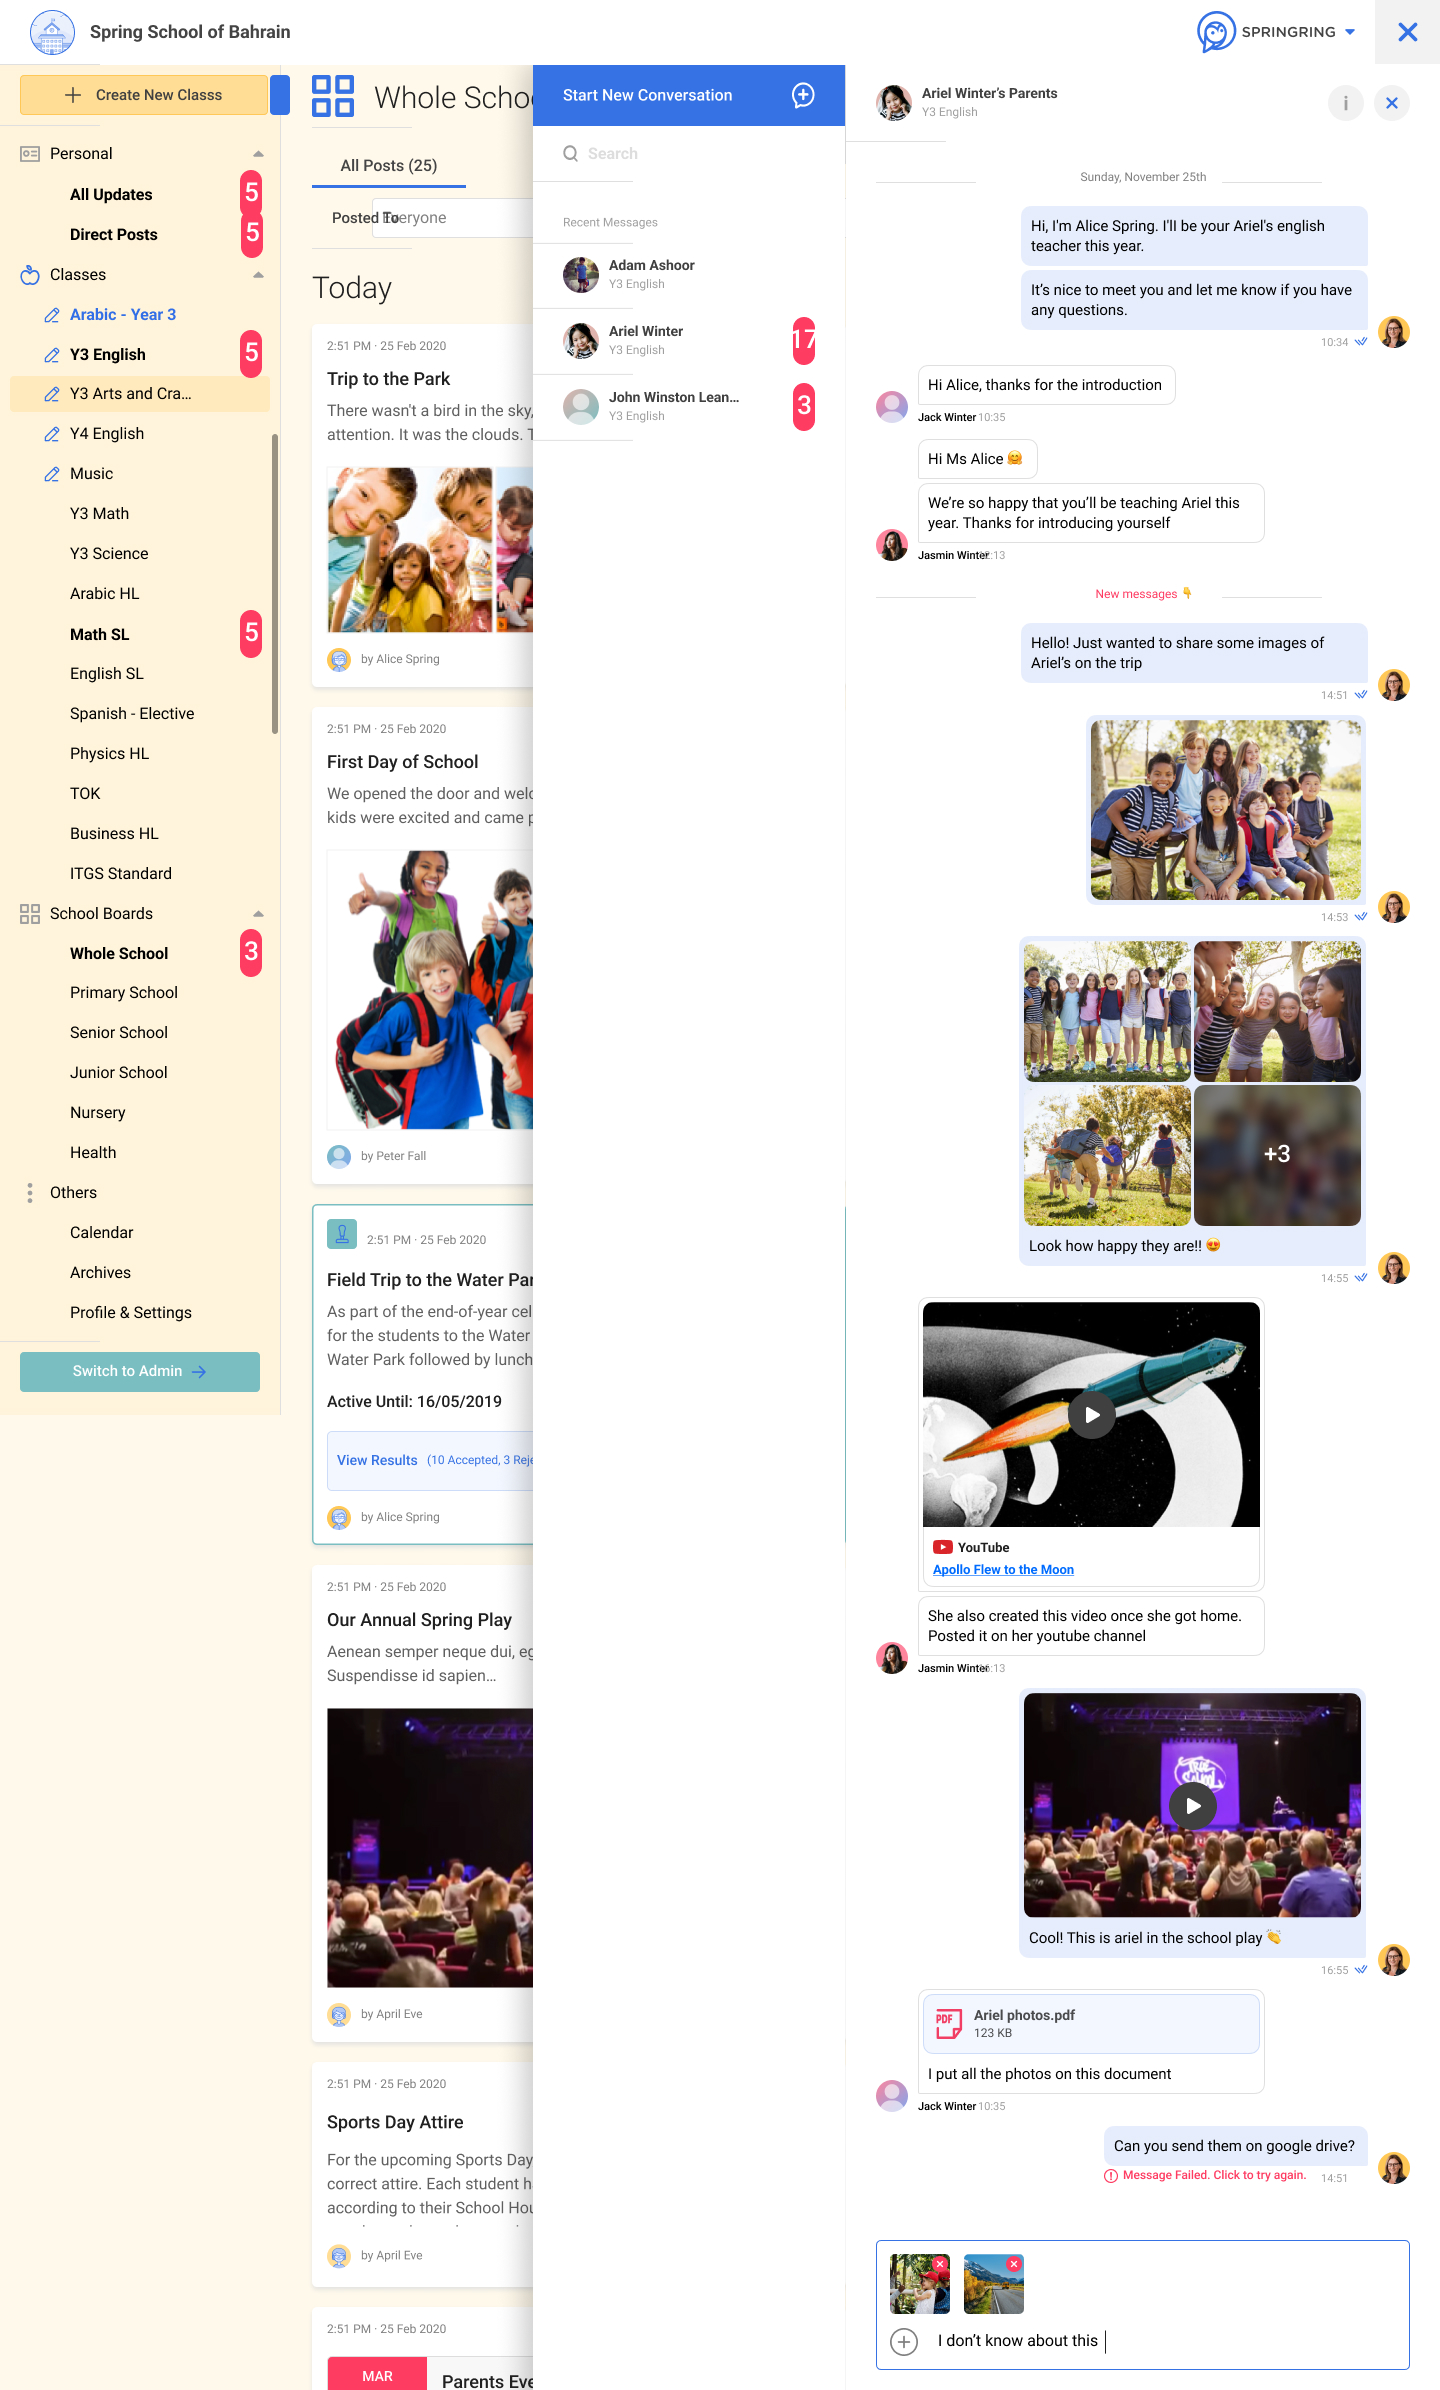 Spring School of Bahrain
SPRINGRING
Create New Classs
Personal
All Updates
5
Direct Posts
5
Classes
Arabic - Year 3
Y3 English
5
Y3 Arts and Cra...
Y4 English
Music
Y3 Math
Y3 Science
Arabic HL
Math SL
5
English SL
Spanish - Elective
Physics HL
TOK
Business HL
ITGS Standard
School Boards
Whole School
3
Primary School
Senior School
Junior School
Nursery
Health
Others
Calendar
Archives
Profile & Settings
Switch to Admin
Whole Schoo
All Posts (25)
Posted To
Everyone
Today
2:51 PM · 25 Feb 2020
Trip to the Park
There wasn't a bird in the sky,
attention. It was the clouds. T
by Alice Spring
2:51 PM · 25 Feb 2020
First Day of School
We opened the door and welc
kids were excited and came p
by Peter Fall
2:51 PM · 25 Feb 2020
Field Trip to the Water Par
As part of the end-of-year cel
for the students to the Water
Water Park followed by lunch
Active Until: 16/05/2019
View Results (10 Accepted, 3 Reje
by Alice Spring
2:51 PM · 25 Feb 2020
Our Annual Spring Play
Aenean semper neque dui, eg
Suspendisse id sapien...
by April Eve
2:51 PM · 25 Feb 2020
Sports Day Attire
For the upcoming Sports Day
correct attire. Each student h
according to their School Hou
by April Eve
2:51 PM · 25 Feb 2020
MAR
Parents Eve
Start New Conversation
Search
Recent Messages
Adam Ashoor
Y3 English
Ariel Winter
Y3 English
17
John Winston Lean...
Y3 English
3
Ariel Winter’s Parents
Y3 English
i
Sunday, November 25th
Hi, I'm Alice Spring. I'll be your Ariel's english
teacher this year.
It’s nice to meet you and let me know if you have
any questions.
10:34
Hi Alice, thanks for the introduction
Jack Winter 10:35
Hi Ms Alice 🤗
We’re so happy that you’ll be teaching Ariel this
year. Thanks for introducing yourself
Jasmin Winter :13
New messages 👇
Hello! Just wanted to share some images of
Ariel’s on the trip
14:51
14:53
+3
Look how happy they are!! 😍
14:55
YouTube
Apollo Flew to the Moon
She also created this video once she got home.
Posted it on her youtube channel
Jasmin Winter :13
Cool! This is ariel in the school play 👏
16:55
PDF
Ariel photos.pdf
123 KB
I put all the photos on this document
Jack Winter 10:35
Can you send them on google drive?
Message Failed. Click to try again. 14:51
I don’t know about this